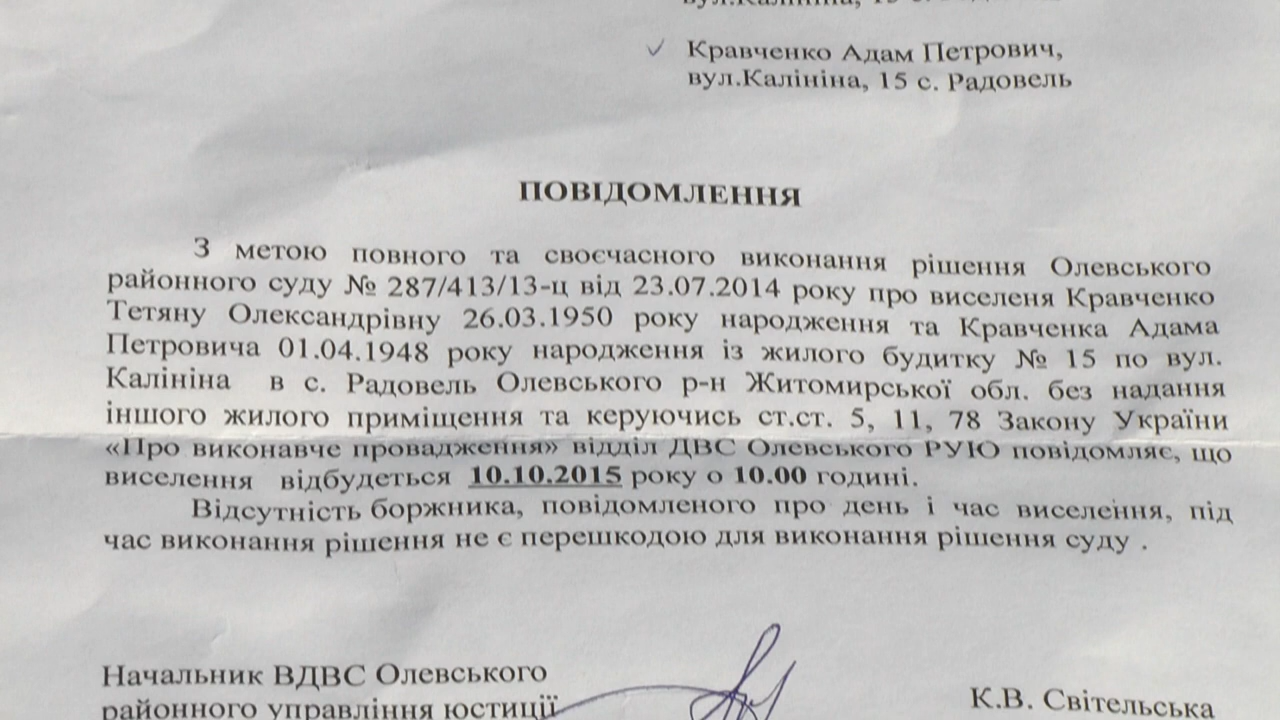 вул.Калініна, 15 с. Радовель
Кравченко Адам Петрович,
вул.Калініна, 15 с. Радовель
ПОВІДОМЛЕННЯ
З метою повного та своєчасного виконання рішення Олевського
районного суду № 287/413/13-ц від 23.07.2014 року про виселеня Кравченко
Тетяну Олександрівну 26.03.1950 року народження та Кравченка Адама
Петровича 01.04.1948 року народження із жилого будитку № 15 по вул.
Калініна в с. Радовель Олевського р-н Житомирської обл. без надання
іншого жилого приміщення та керуючись ст.ст. 5, 11, 78 Закону України
«Про виконавче провадження» відділ ДВС Олевського РУЮ повідомляє, що
виселення відбудеться 10.10.2015 року о 10.00 годині.
Відсутність боржника, повідомленого про день і час виселення, під
час виконання рішення не є перешкодою для виконання рішення суду .
Начальник ВДВС Олевського
районного управління юстиції
К.В. Світельська